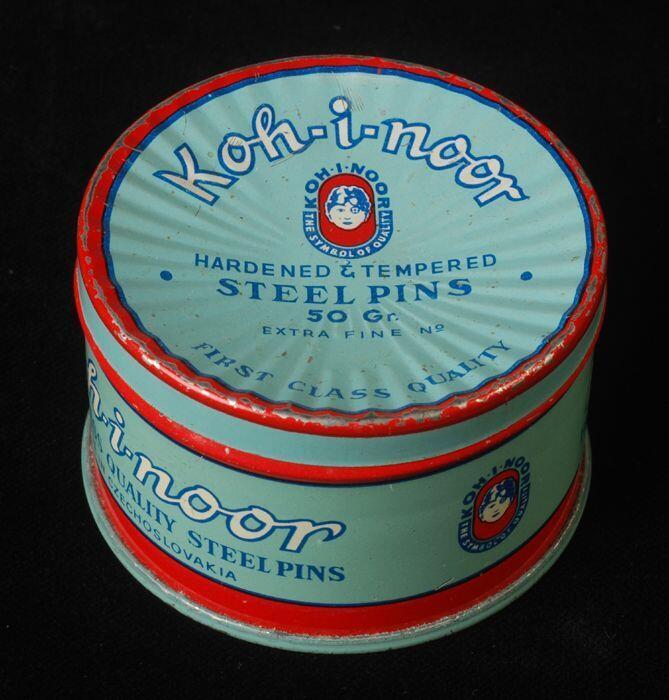 Koh-i-noor
KOH-I-NOOR
THE SYMBOL OF QUALITY
HARDENED & TEMPERED
STEEL PINS
50 Gr.
EXTRA FINE Nº
FIRST CLASS QUALITY
h-i-noor
QUALITY STEEL PINS
CZECHOSLOVAKIA
KOH-I-NOOR
THE SYMBOL OF QUALITY